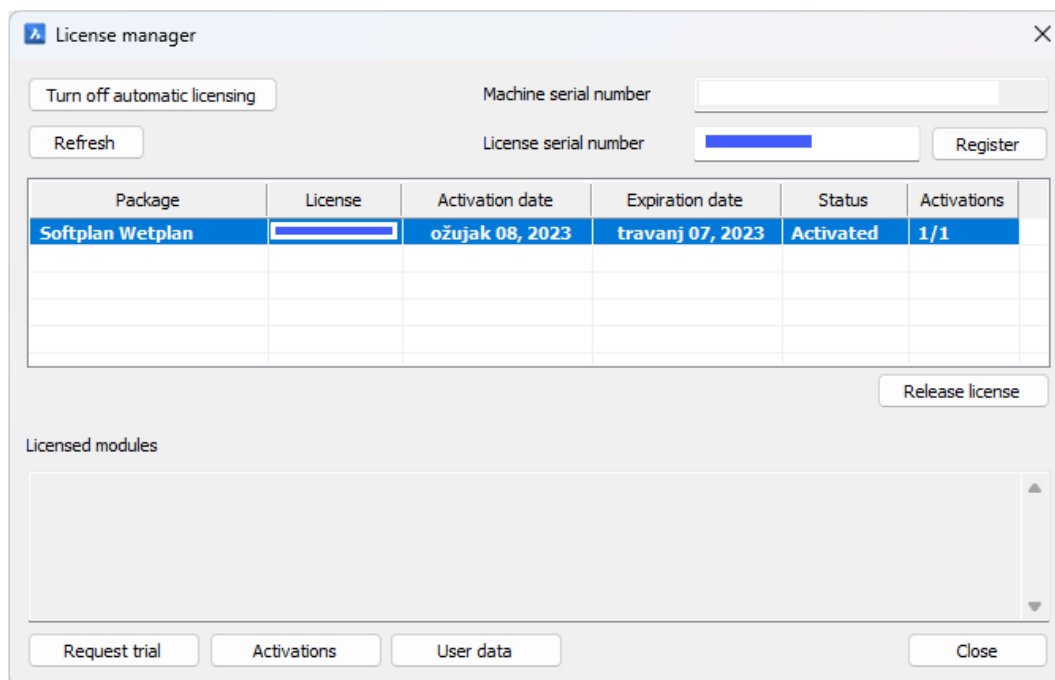 License manager
Turn off automatic licensing
Machine serial number
Refresh
License serial number
Register
Package License Activation date Expiration date Status Activations
Softplan Wetplan ožujak 08, 2023 travanj 07, 2023 Activated 1/1
Release license
Licensed modules
Request trial
Activations
User data
Close